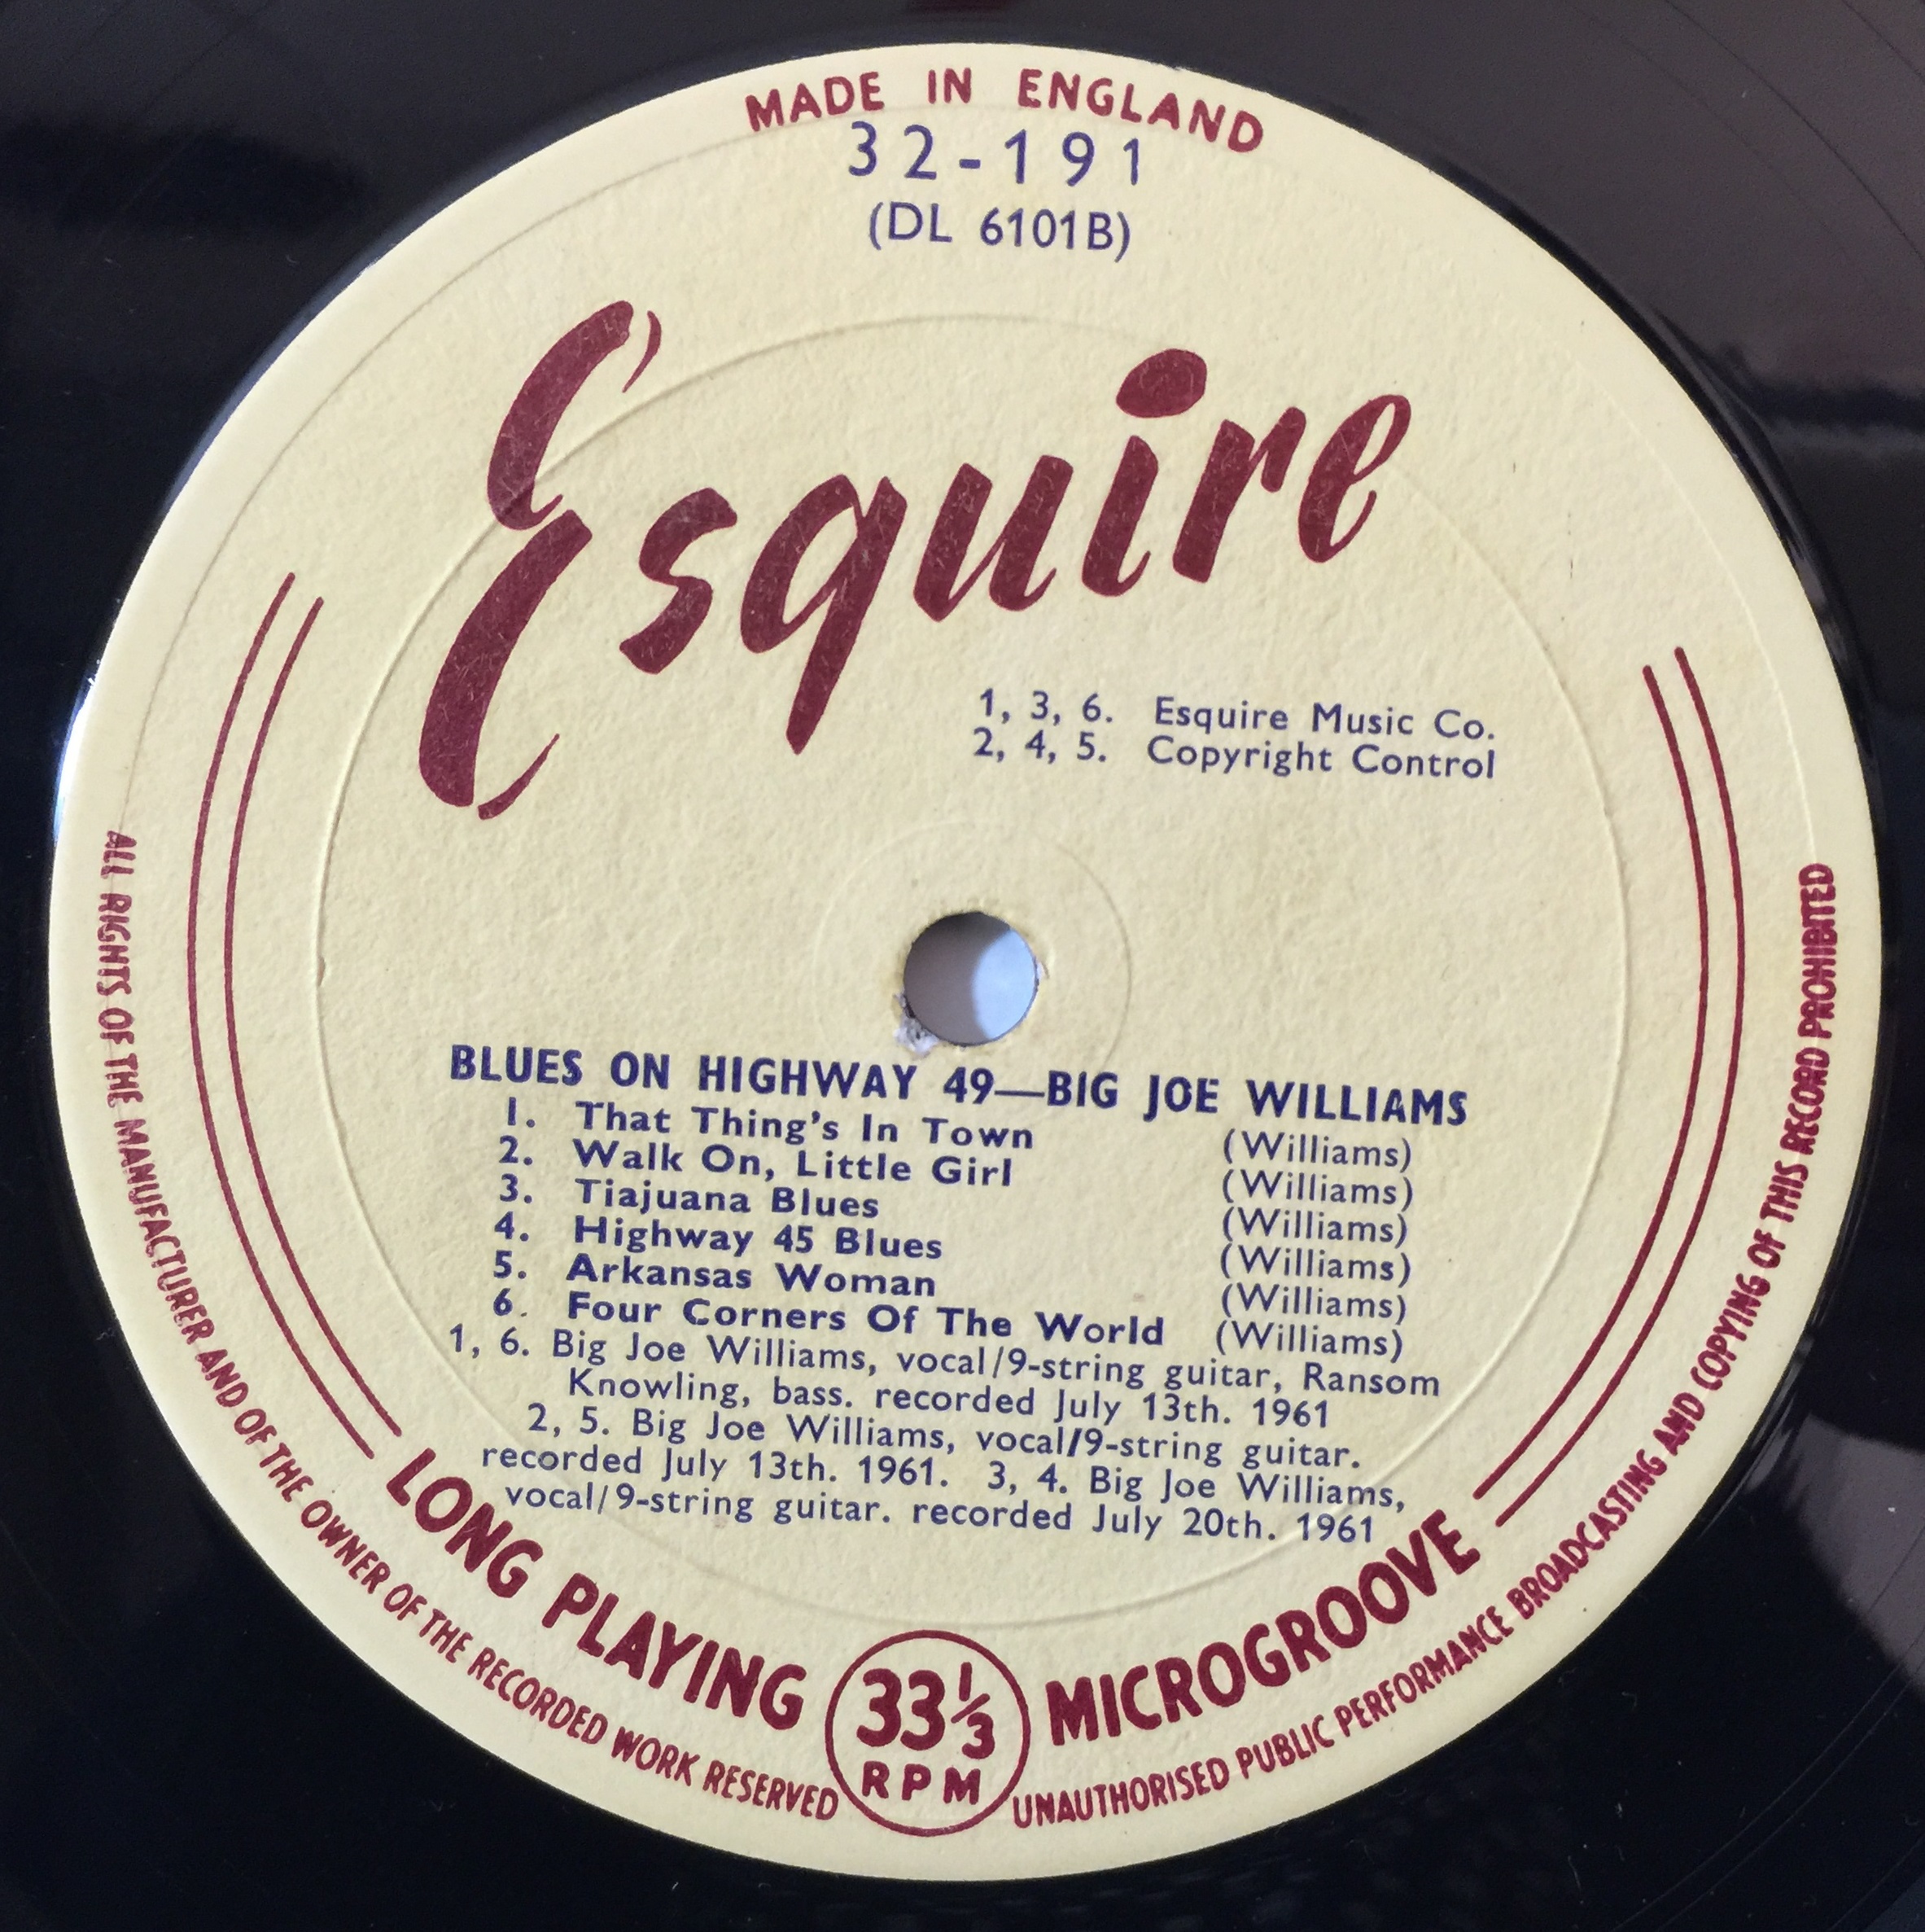 MADE IN ENGLAND
32-191
(DL 6101B)
Esquire
1, 3, 6. Esquire Music Co.
2, 4, 5. Copyright Control
BLUES ON HIGHWAY 49—BIG JOE WILLIAMS
1. That Thing's In Town (Williams)
2. Walk On, Little Girl (Williams)
3. Tiajuana Blues (Williams)
4. Highway 45 Blues (Williams)
5. Arkansas Woman (Williams)
6. Four Corners Of The World (Williams)
1, 6. Big Joe Williams, vocal/9-string guitar, Ransom
Knowling, bass. recorded July 13th. 1961
2, 5. Big Joe Williams, vocal/9-string guitar.
recorded July 13th. 1961. 3, 4. Big Joe Williams,
vocal/9-string guitar. recorded July 20th. 1961
LONG PLAYING 33⅓ RPM MICROGROOVE
ALL RIGHTS OF THE MANUFACTURER AND OF THE OWNER OF THE RECORDED WORK RESERVED
UNAUTHORISED PUBLIC PERFORMANCE BROADCASTING AND COPYING OF THIS RECORD PROHIBITED